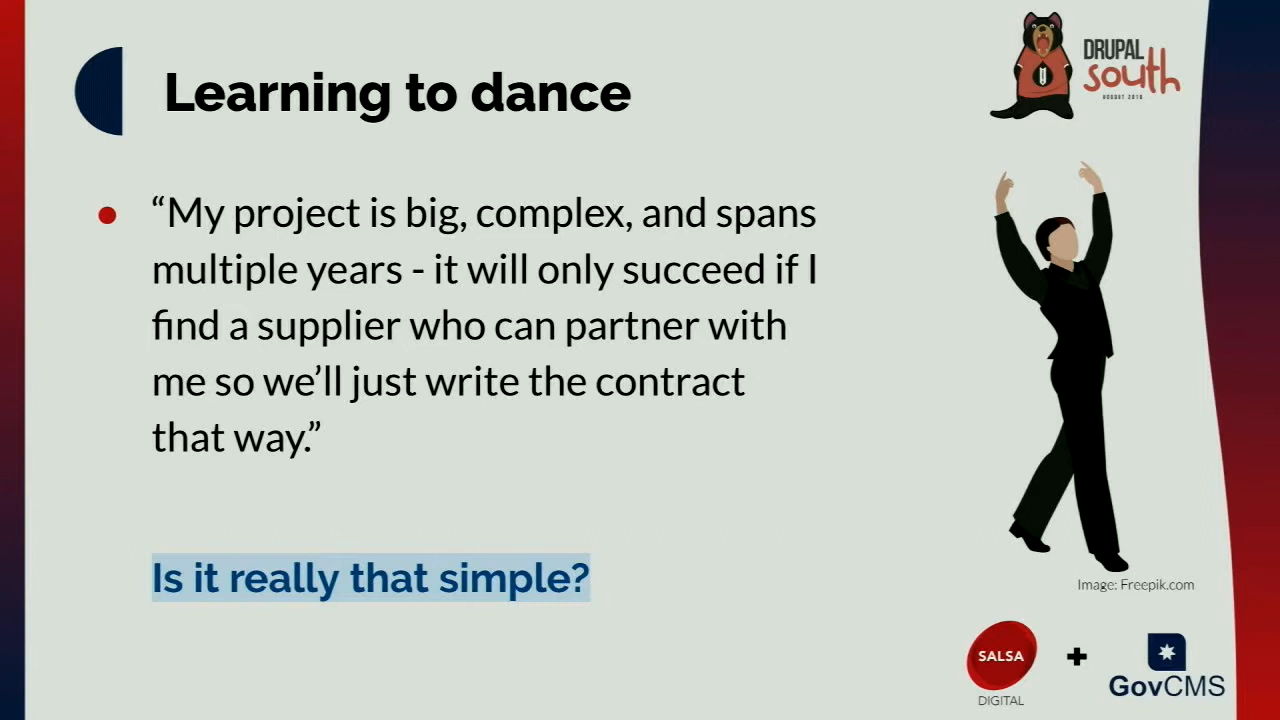 Learning to dance
DRUPAL
south
AUGUST 2018
“My project is big, complex, and spans
multiple years - it will only succeed if I
find a supplier who can partner with
me so we’ll just write the contract
that way.”
Is it really that simple?
Image: Freepik.com
SALSA
DIGITAL
+
GovCMS